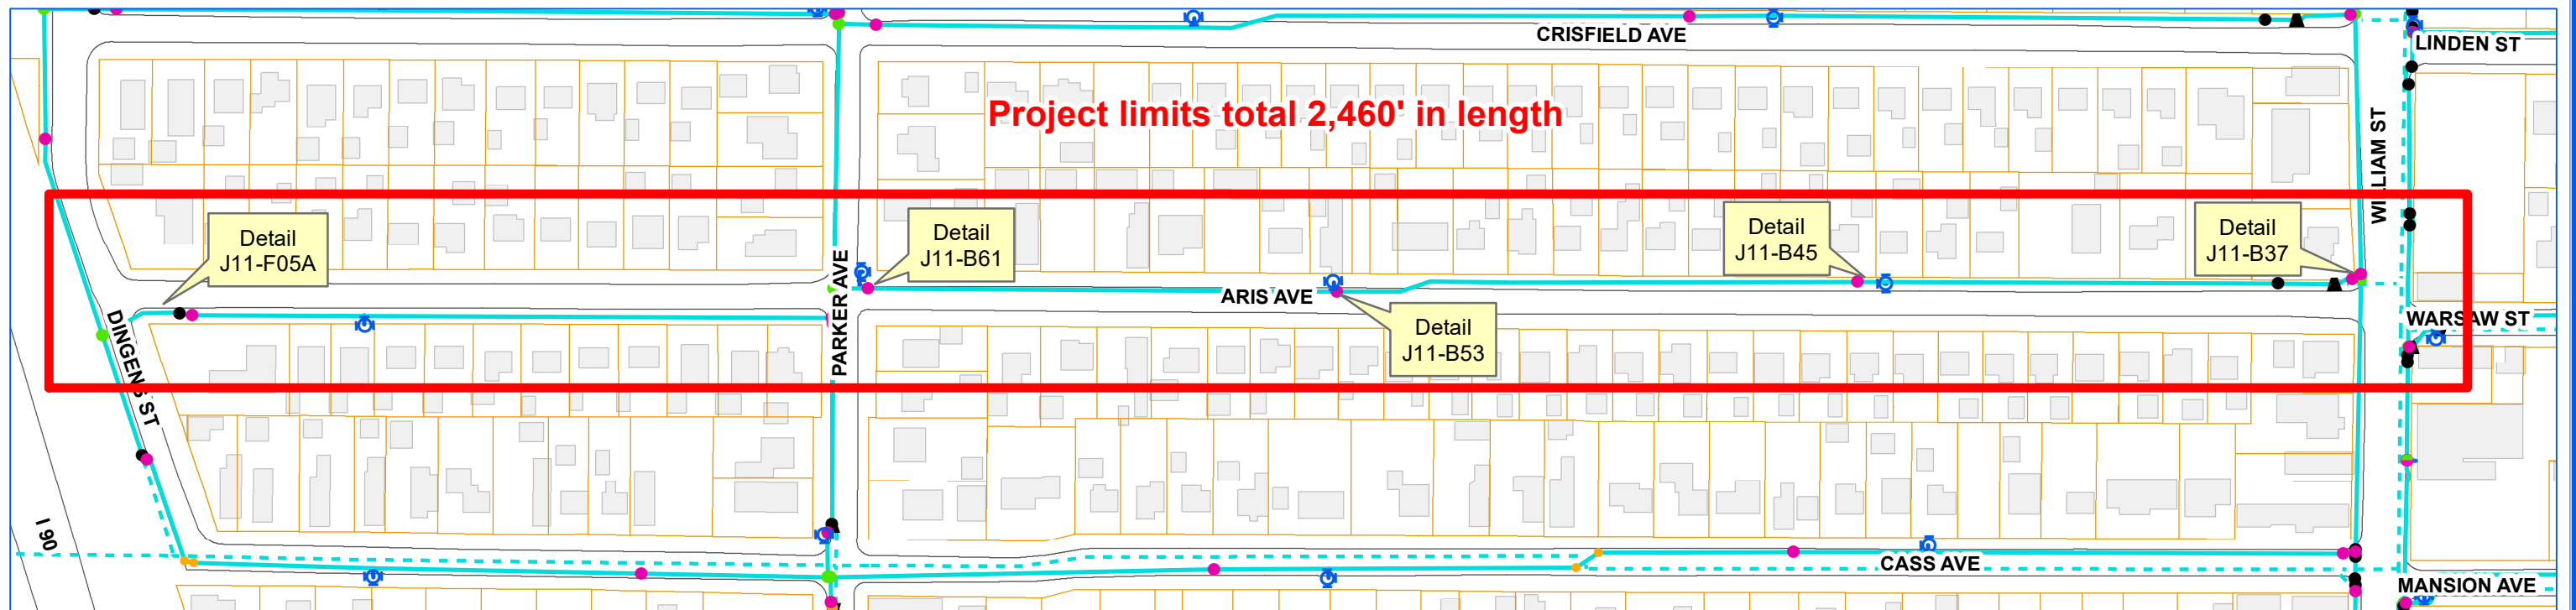 CRISFIELD AVE
LINDEN ST
Project limits total 2,460' in length
WILLIAM ST
Detail
J11-F05A
Detail
J11-B61
Detail
J11-B45
Detail
J11-B37
PARKER AVE
ARIS AVE
DINGENS ST
WARSAW ST
Detail
J11-B53
I 90
CASS AVE
MANSION AVE